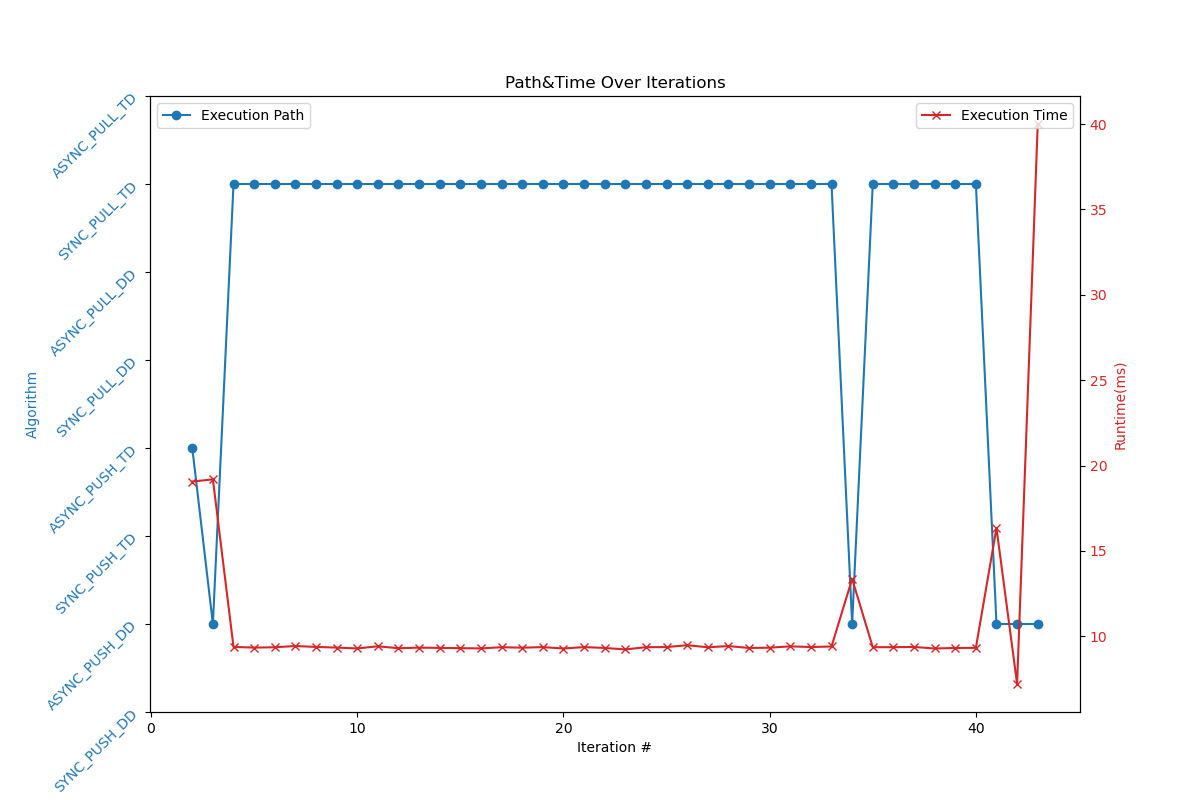 Path&Time Over Iterations
Execution Path
Execution Time
ASYNC_PULL_TD
SYNC_PULL_TD
ASYNC_PULL_DD
SYNC_PULL_DD
ASYNC_PUSH_TD
SYNC_PUSH_TD
ASYNC_PUSH_DD
SYNC_PUSH_DD
Algorithm
40
35
30
25
20
15
10
Runtime(ms)
0 10 20 30 40
Iteration #